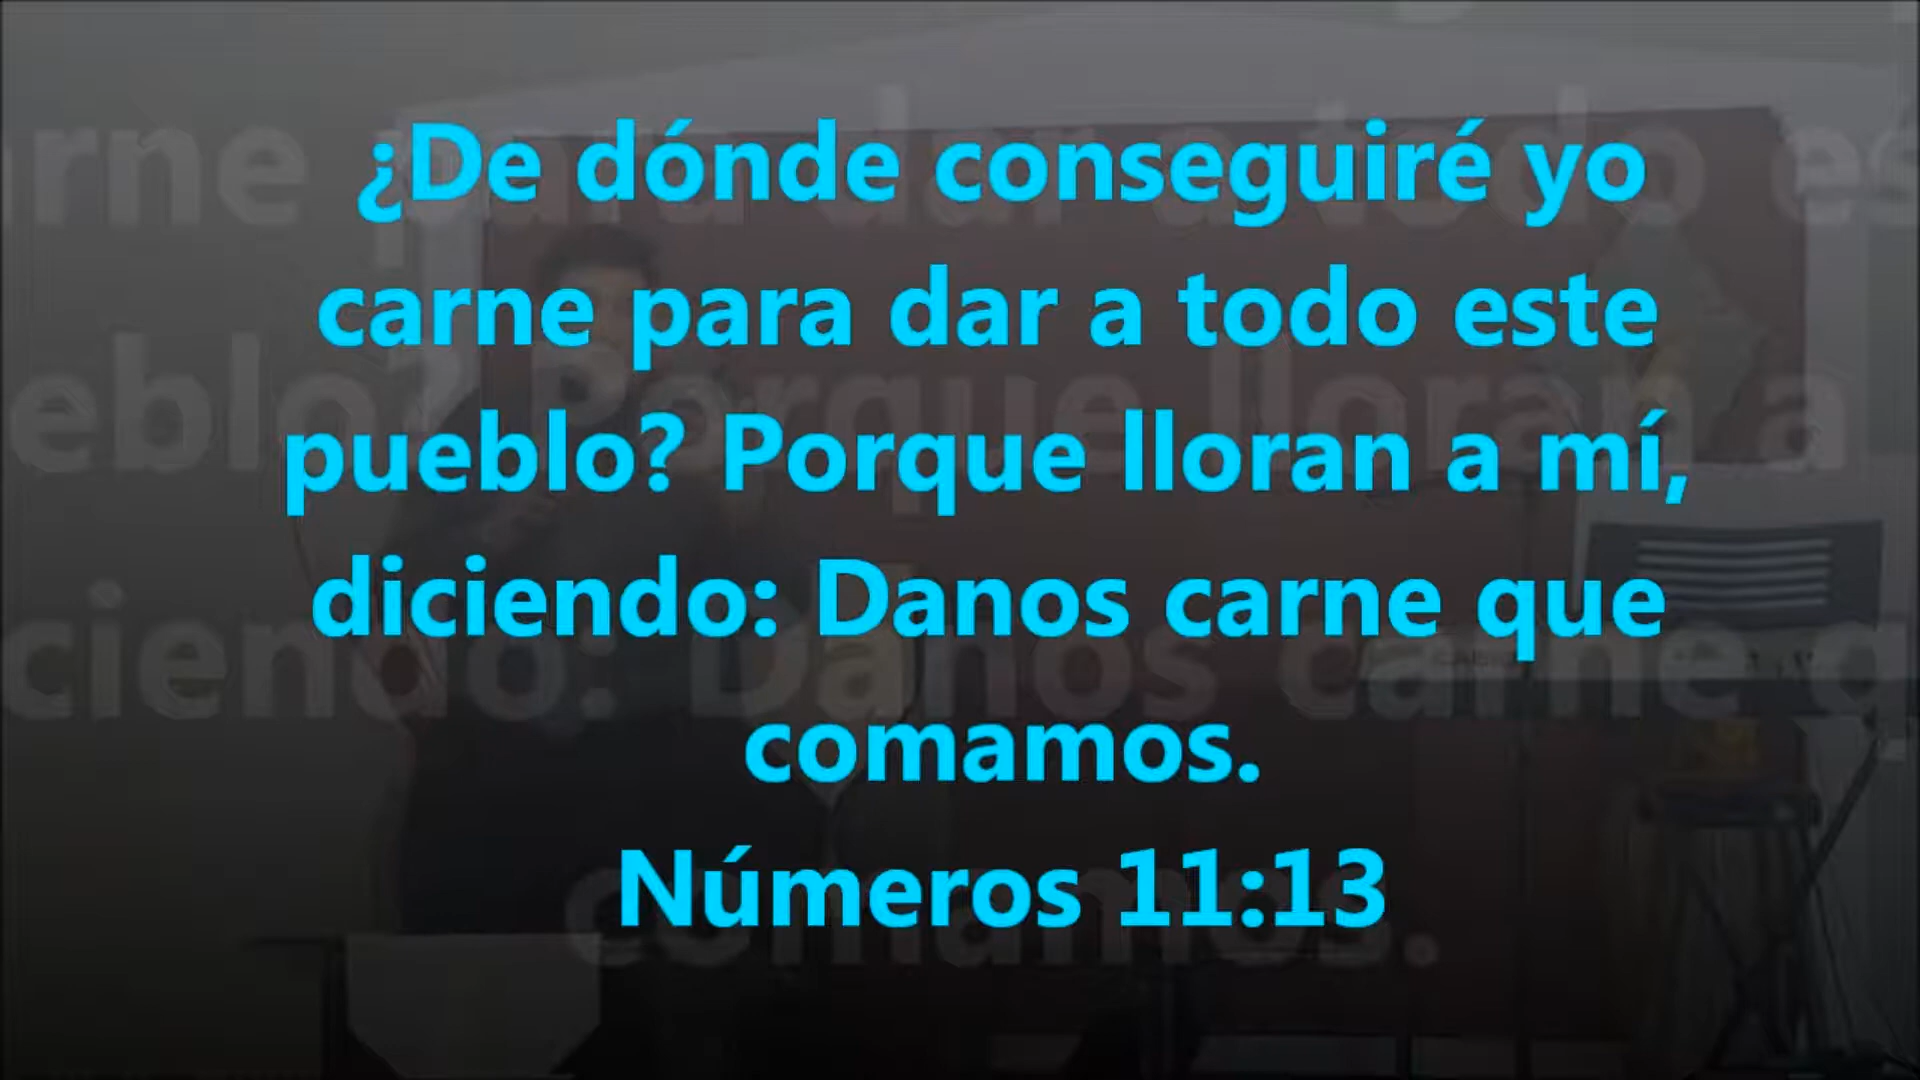 ¿De dónde conseguiré yo
carne para dar a todo este
pueblo? Porque lloran a mí,
diciendo: Danos carne que
comamos.
Números 11:13